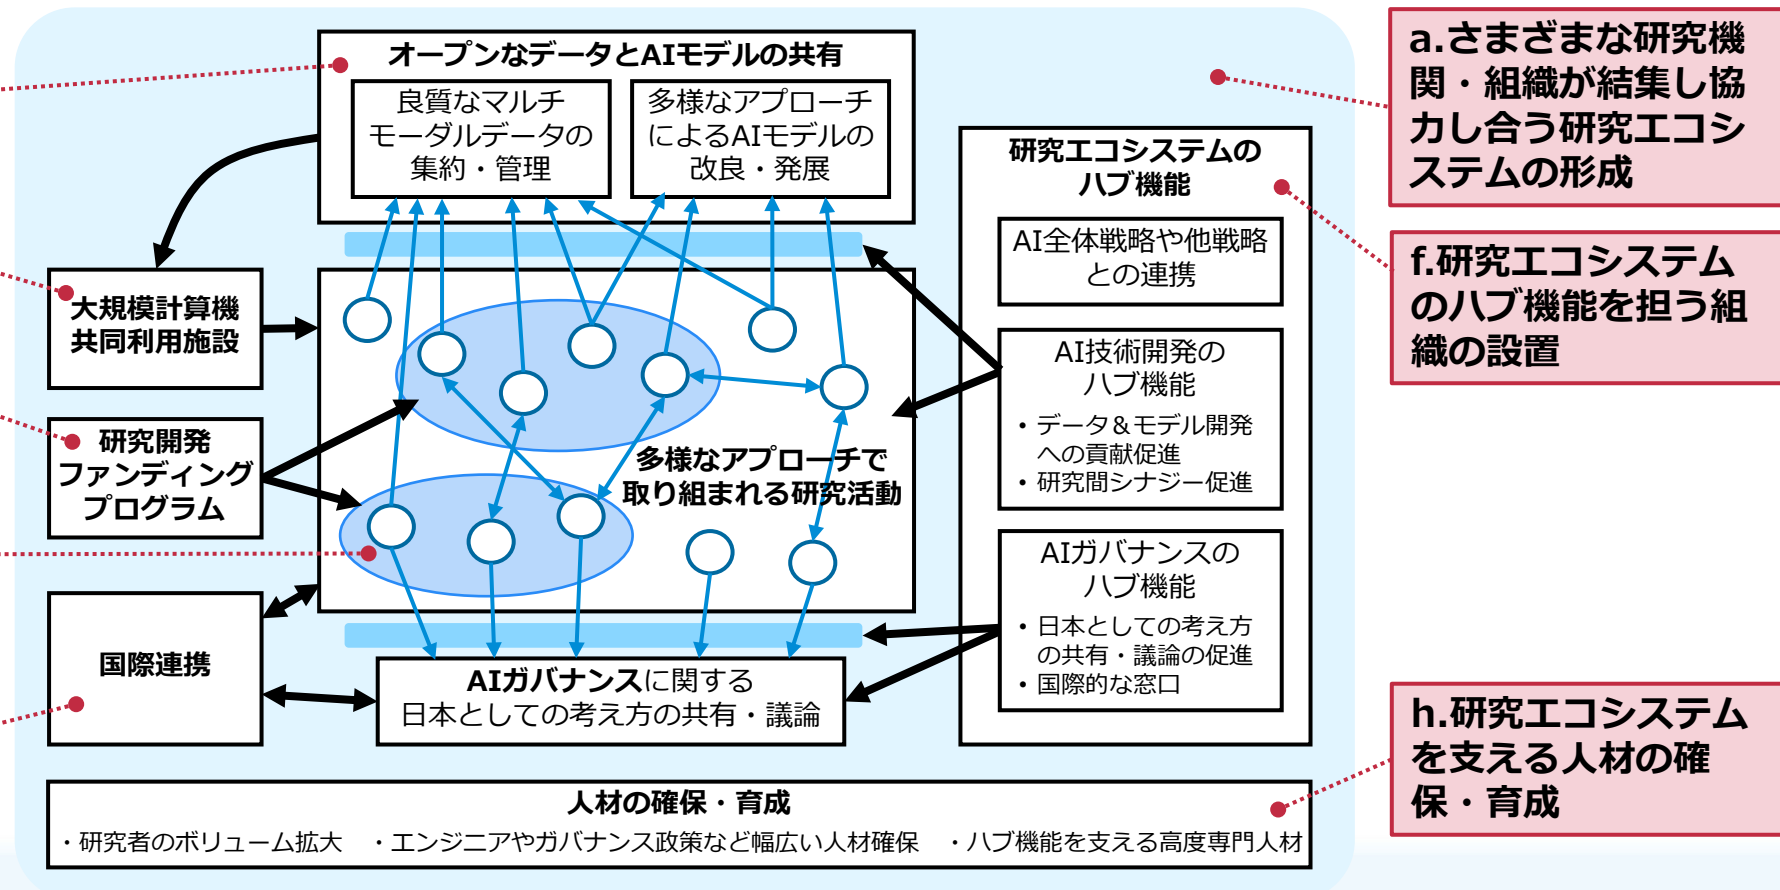 オープンなデータとAIモデルの共有
良質なマルチ
モーダルデータの
集約・管理
多様なアプローチ
によるAIモデルの
改良・発展
大規模計算機
共同利用施設
研究開発
ファンディング
プログラム
国際連携
多様なアプローチで
取り組まれる研究活動
AIガバナンスに関する
日本としての考え方の共有・議論
研究エコシステムの
ハブ機能
AI全体戦略や他戦略
との連携
AI技術開発の
ハブ機能
• データ＆モデル開発
への貢献促進
• 研究間シナジー促進
AIガバナンスの
ハブ機能
• 日本としての考え方
の共有・議論の促進
• 国際的な窓口
人材の確保・育成
・研究者のボリューム拡大 ・エンジニアやガバナンス政策など幅広い人材確保 ・ハブ機能を支える高度専門人材
a.さまざまな研究機
関・組織が結集し協
力し合う研究エコシ
ステムの形成
f.研究エコシステム
のハブ機能を担う組
織の設置
h.研究エコシステム
を支える人材の確
保・育成